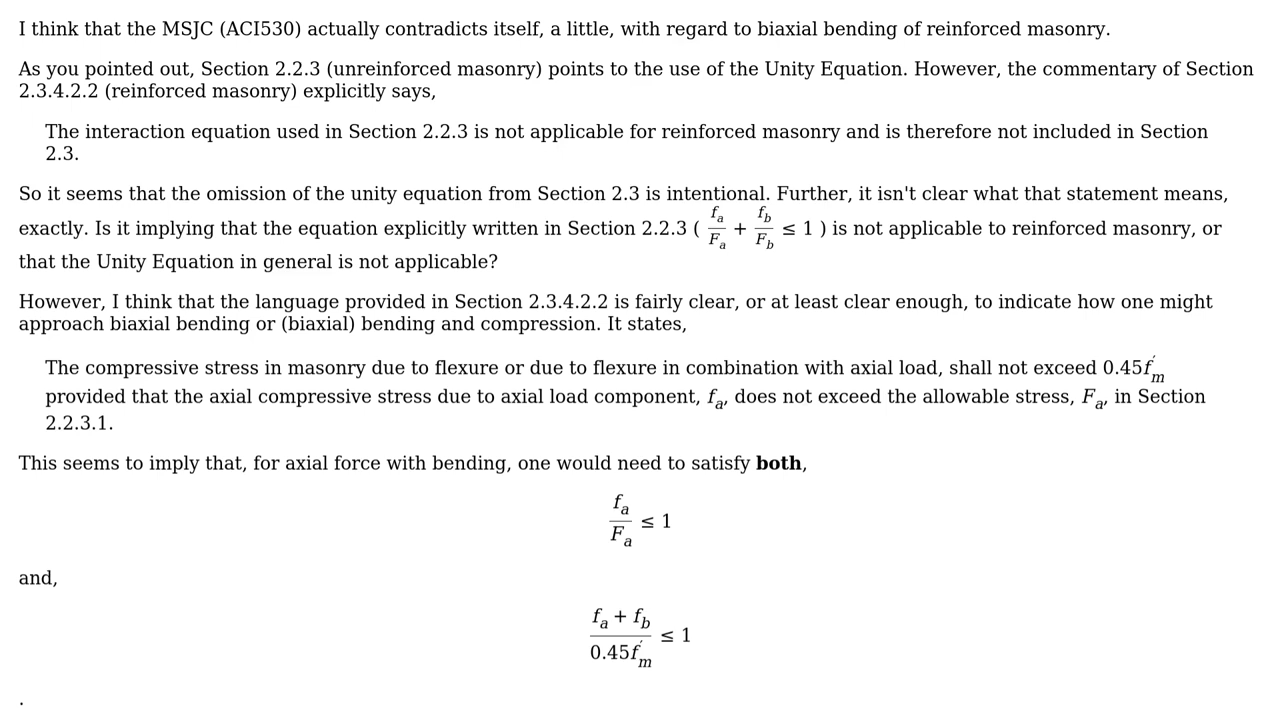 I think that the MSJC (ACI530) actually contradicts itself, a little, with regard to biaxial bending of reinforced masonry.
As you pointed out, Section 2.2.3 (unreinforced masonry) points to the use of the Unity Equation. However, the commentary of Section
2.3.4.2.2 (reinforced masonry) explicitly says,
The interaction equation used in Section 2.2.3 is not applicable for reinforced masonry and is therefore not included in Section
2.3.
So it seems that the omission of the unity equation from Section 2.3 is intentional. Further, it isn't clear what that statement means,
exactly. Is it implying that the equation explicitly written in Section 2.2.3 ( $\frac{f_a}{F_a} + \frac{f_b}{F_b} \leq 1$ ) is not applicable to reinforced masonry, or
that the Unity Equation in general is not applicable?
However, I think that the language provided in Section 2.3.4.2.2 is fairly clear, or at least clear enough, to indicate how one might
approach biaxial bending or (biaxial) bending and compression. It states,
The compressive stress in masonry due to flexure or due to flexure in combination with axial load, shall not exceed $0.45f_m^{'}$
provided that the axial compressive stress due to axial load component, $f_a$, does not exceed the allowable stress, $F_a$, in Section
2.2.3.1.
This seems to imply that, for axial force with bending, one would need to satisfy both,
$\frac{f_a}{F_a} \leq 1$
and,
$\frac{f_a + f_b}{0.45f_m^{'}} \leq 1$
.